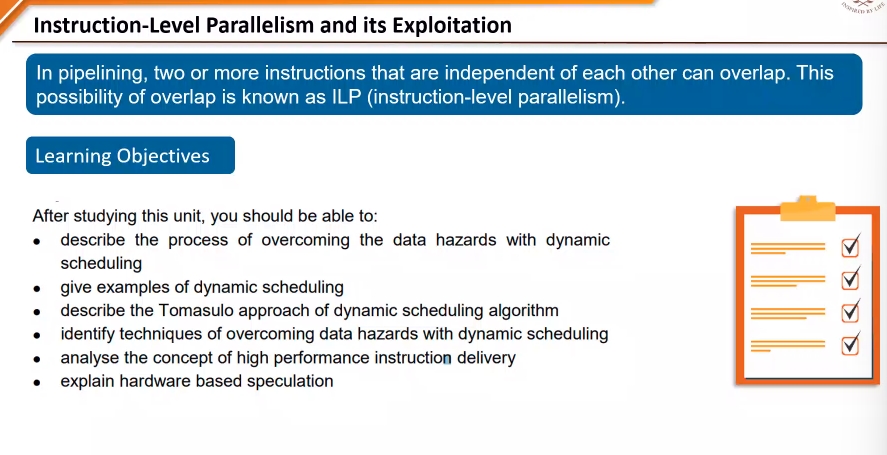 INSPIRED BY LIFE
Instruction-Level Parallelism and its Exploitation
In pipelining, two or more instructions that are independent of each other can overlap. This
possibility of overlap is known as ILP (instruction-level parallelism).
Learning Objectives
After studying this unit, you should be able to:
• describe the process of overcoming the data hazards with dynamic
scheduling
• give examples of dynamic scheduling
• describe the Tomasulo approach of dynamic scheduling algorithm
• identify techniques of overcoming data hazards with dynamic scheduling
• analyse the concept of high performance instruction delivery
• explain hardware based speculation